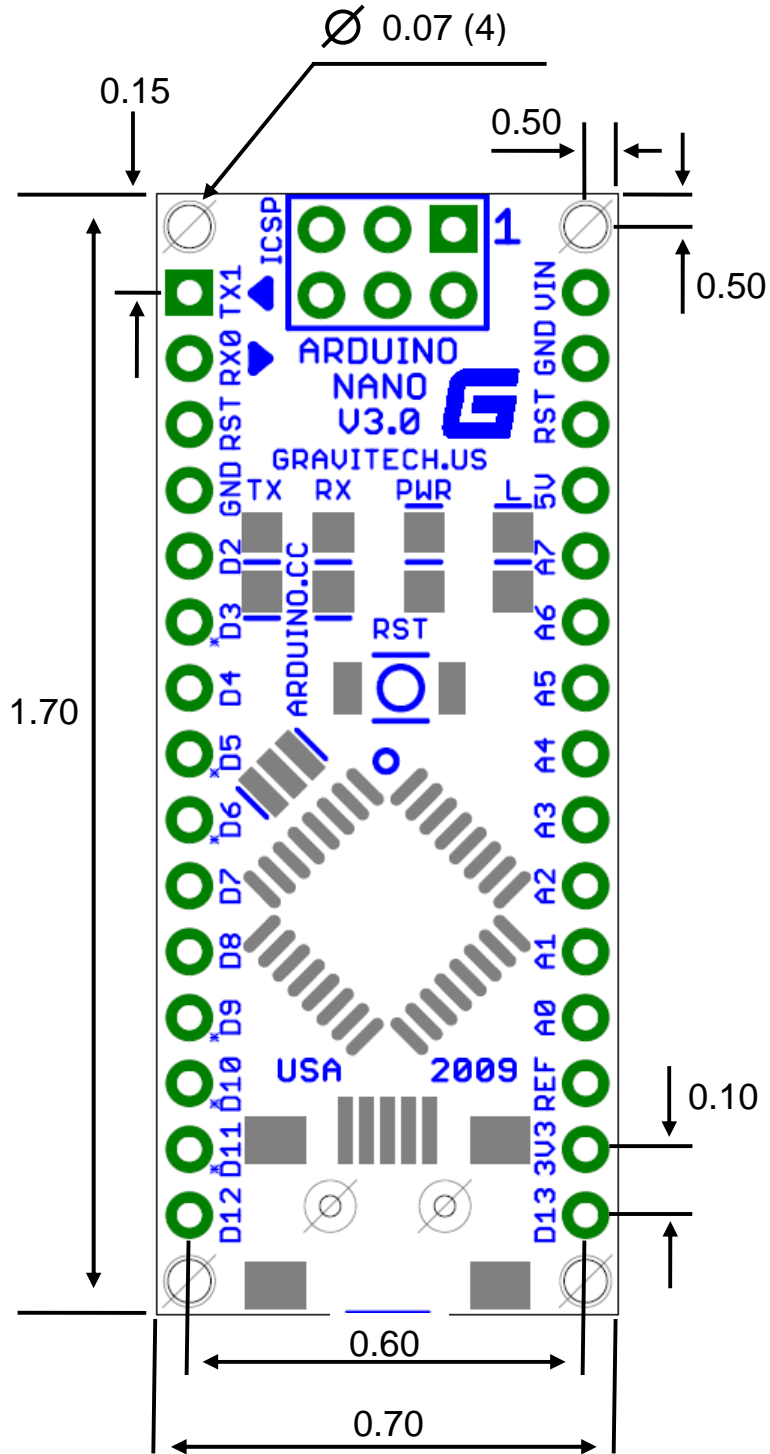 Ø 0.07 (4)
0.15
0.50
0.50
ICSP
1
TX1
RX0
RST
GND
D2
*D3
D4
*D5
*D6
D7
D8
*D9
*D10
*D11
D12
VIN
GND
RST
5V
A7
A6
A5
A4
A3
A2
A1
A0
REF
3V3
D13
ARDUINO
NANO
V3.0
G
GRAVITECH.US
TX RX PWR L
ARDUINO.CC
RST
1.70
USA 2009
0.10
0.60
0.70